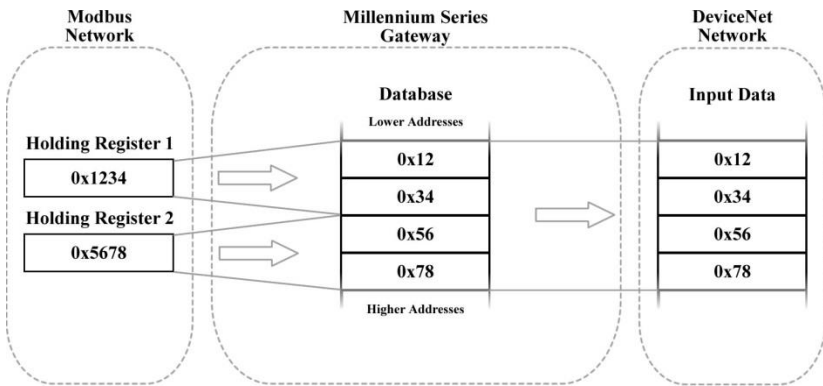 Modbus
Network
Millennium Series
Gateway
DeviceNet
Network
Database
Input Data
Lower Addresses
Holding Register 1
0x1234
Holding Register 2
0x5678
0x12
0x34
0x56
0x78
Higher Addresses
0x12
0x34
0x56
0x78